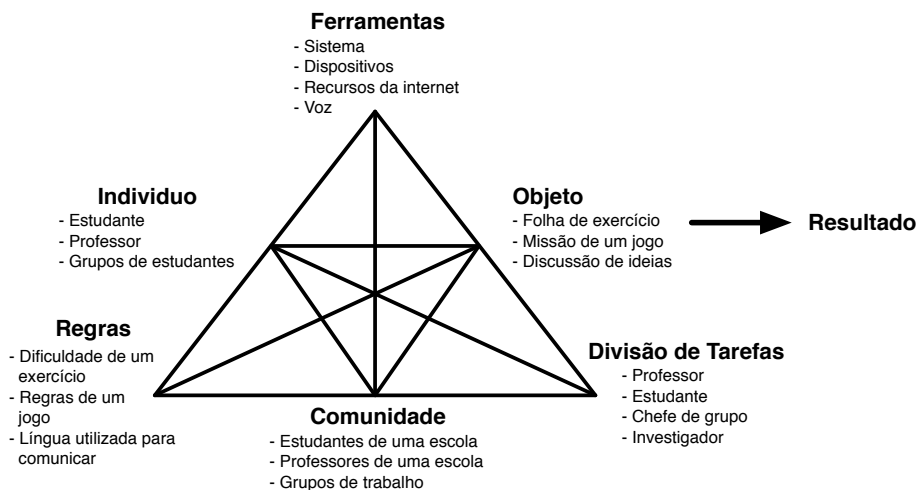 Ferramentas
- Sistema
- Dispositivos
- Recursos da internet
- Voz
Individuo
- Estudante
- Professor
- Grupos de estudantes
Objeto
- Folha de exercício
- Missão de um jogo
- Discussão de ideias
Resultado
Regras
- Dificuldade de um
exercício
- Regras de um
jogo
- Língua utilizada para
comunicar
Comunidade
- Estudantes de uma escola
- Professores de uma escola
- Grupos de trabalho
Divisão de Tarefas
- Professor
- Estudante
- Chefe de grupo
- Investigador